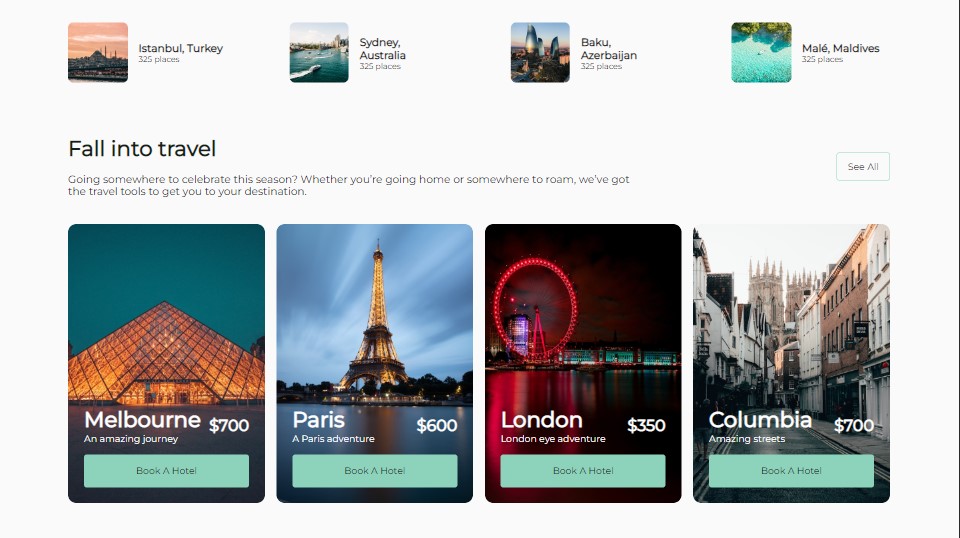 Istanbul, Turkey
325 places
Sydney,
Australia
325 places
Baku,
Azerbaijan
325 places
Malé, Maldives
325 places
Fall into travel
Going somewhere to celebrate this season? Whether you’re going home or somewhere to roam, we’ve got
the travel tools to get you to your destination.
See All
Melbourne
An amazing journey
$700
Book A Hotel
Paris
A Paris adventure
$600
Book A Hotel
London
London eye adventure
$350
Book A Hotel
Columbia
Amazing streets
$700
Book A Hotel